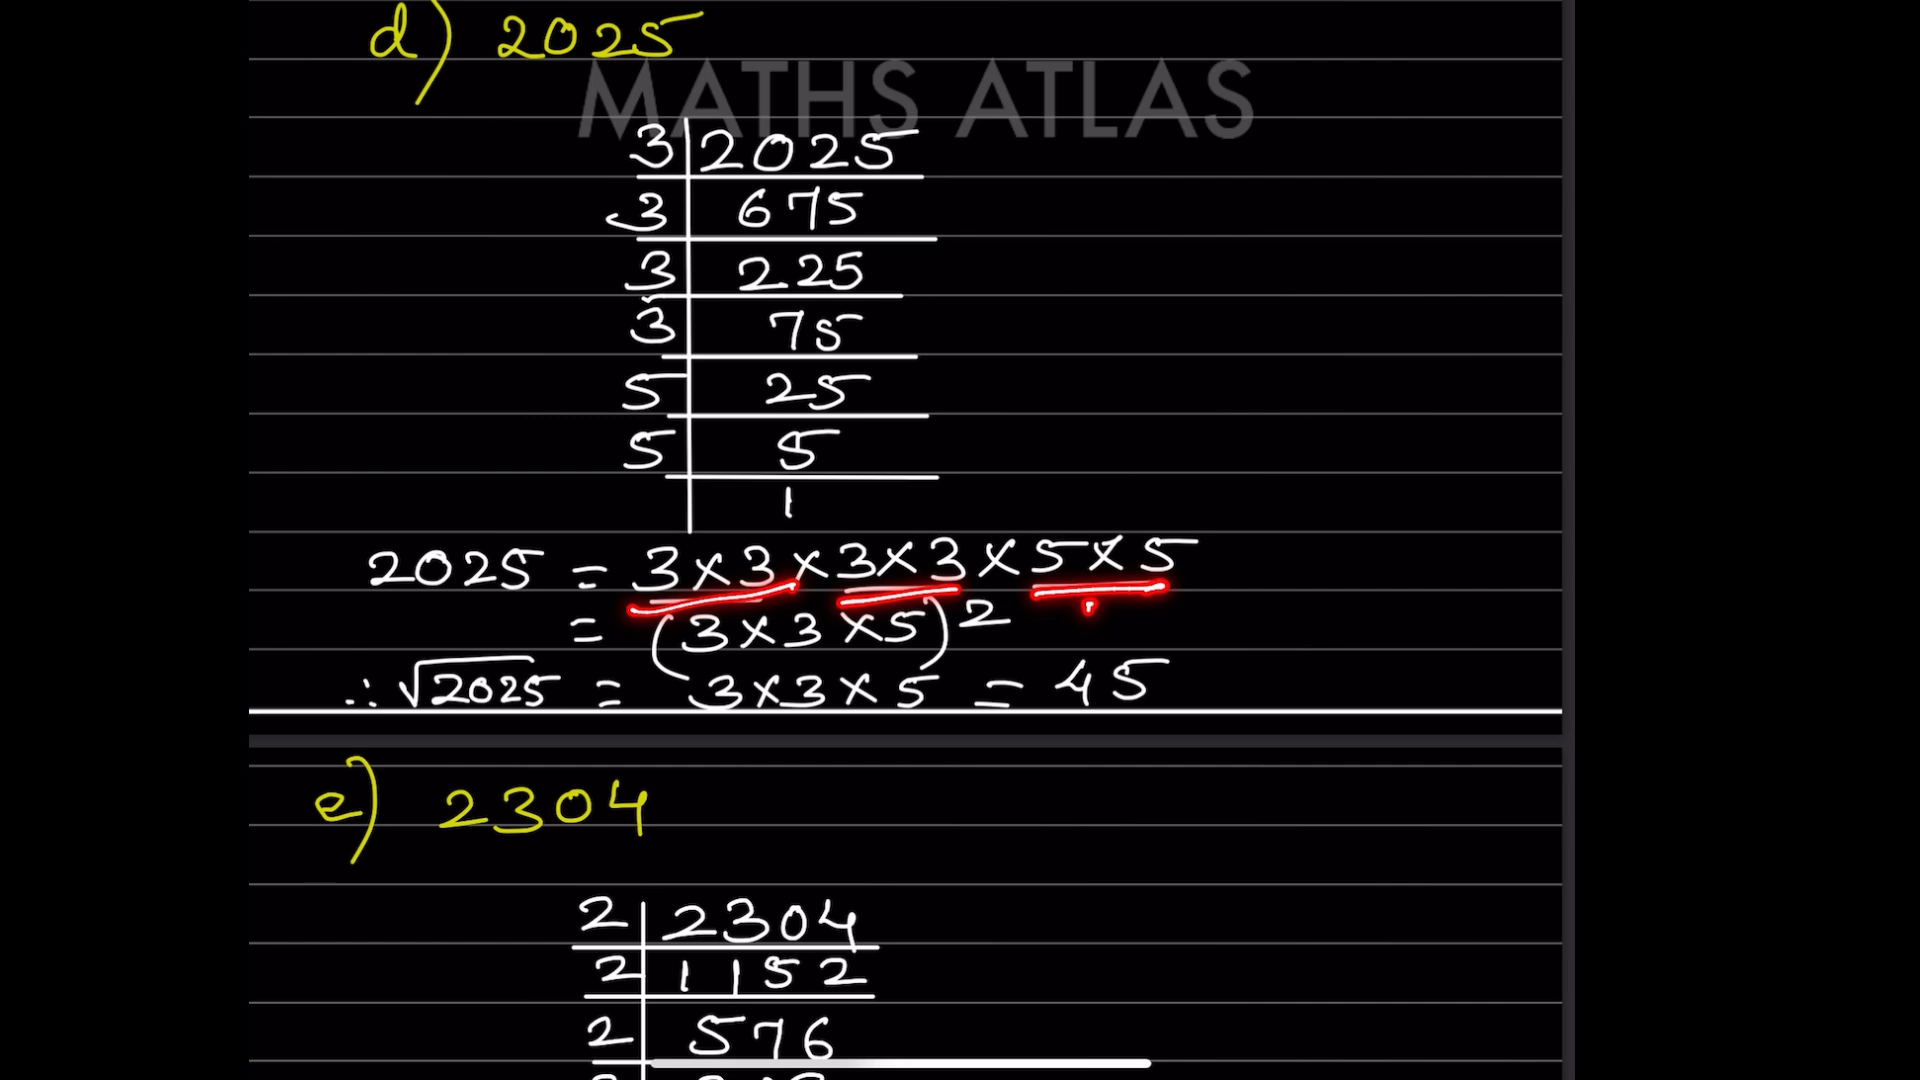 d) 2025
MATHS ATLAS
3 | 2025
3 | 675
3 | 225
3 | 75
5 | 25
5 | 5
1
2025 = 3×3×3×3×5×5
= (3×3×5)²
∴ √2025 = 3×3×5 = 45
e) 2304
2 | 2304
2 | 1152
2 | 576